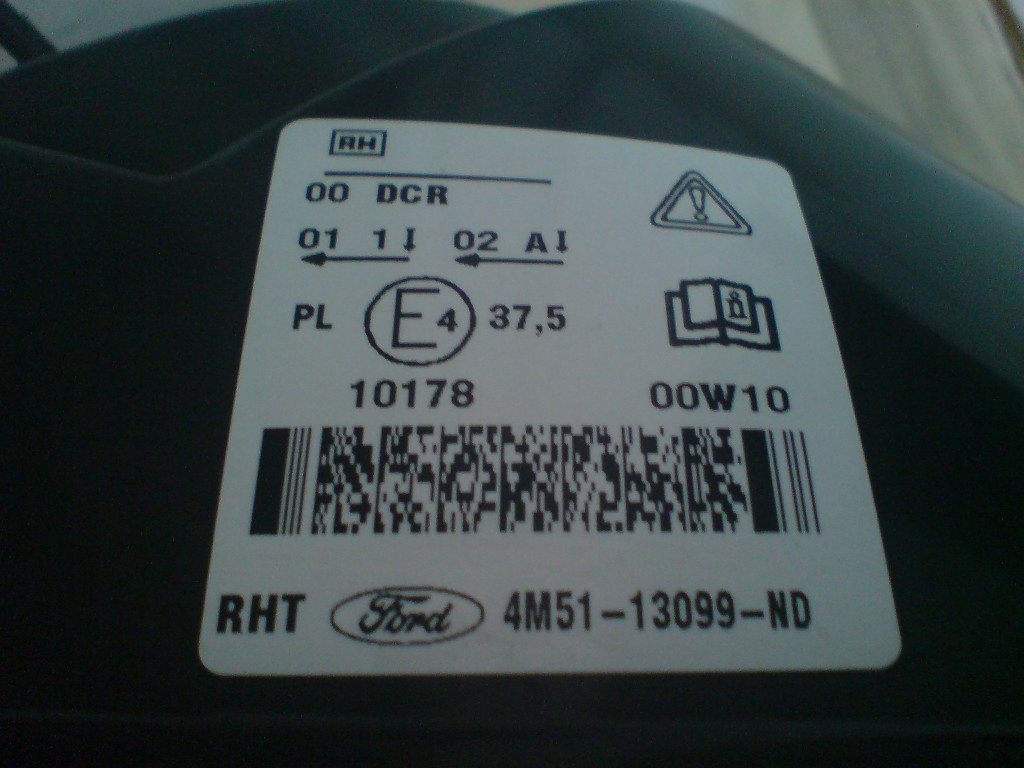 RH
00 DCR
01 1↓ 02 A↓
PL E4 37,5
10178 00W10
RHT Ford 4M51-13099-ND